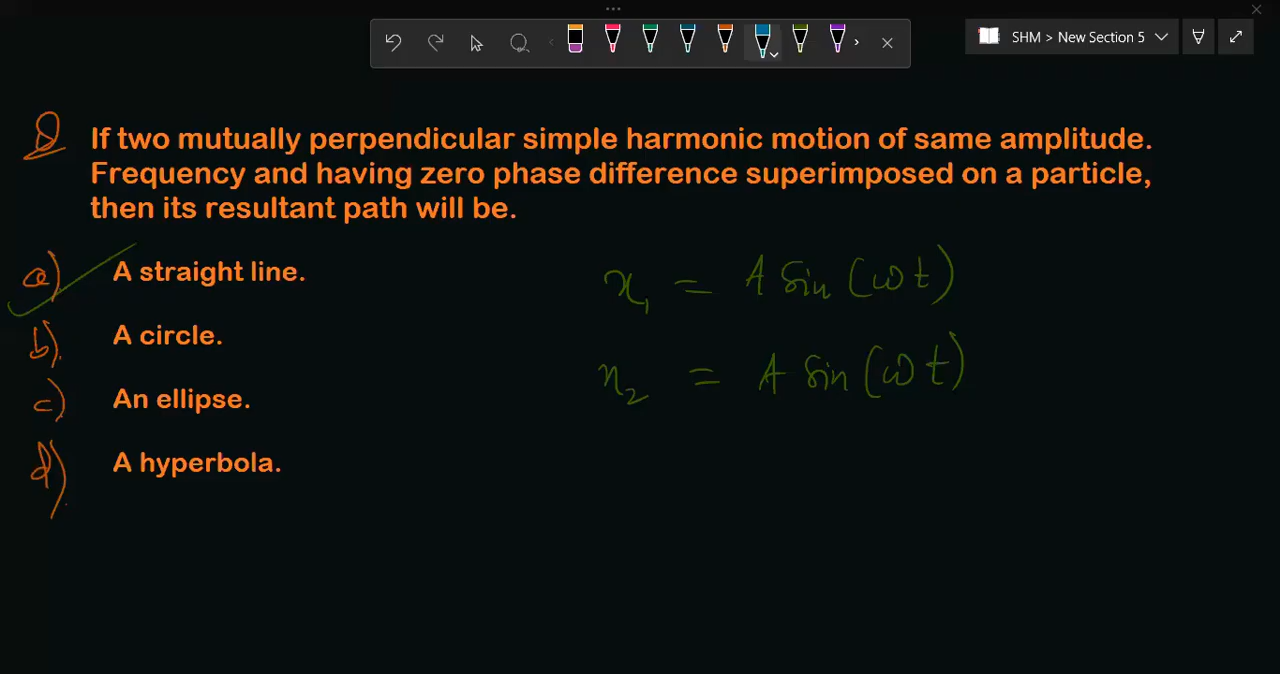 SHM > New Section 5
Q If two mutually perpendicular simple harmonic motion of same amplitude.
Frequency and having zero phase difference superimposed on a particle,
then its resultant path will be.
a) A straight line.
b). A circle.
c) An ellipse.
d). A hyperbola.
x₁ = A sin (ωt)
x₂ = A sin (ωt)